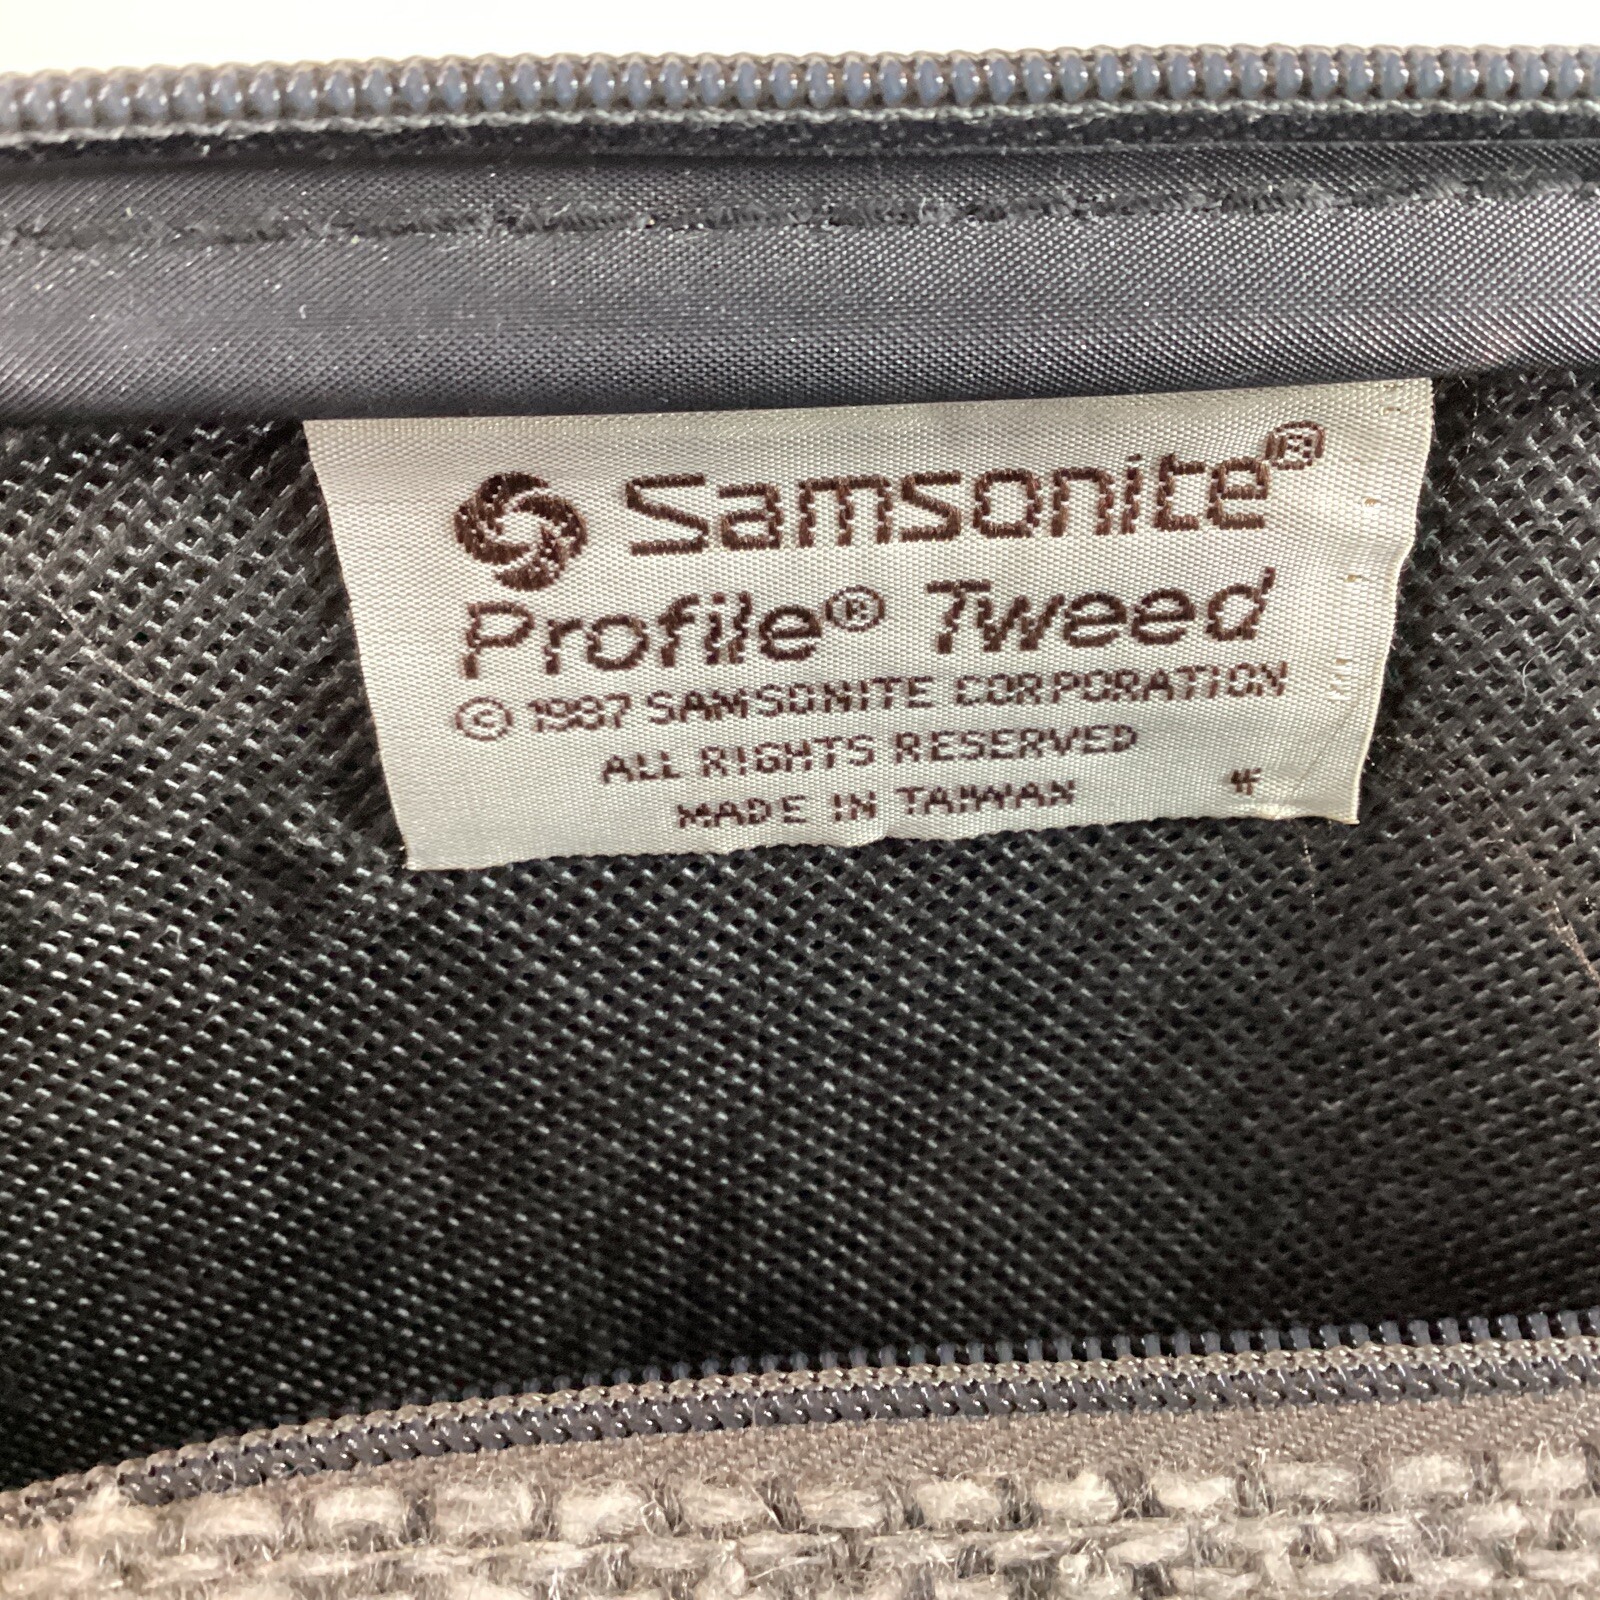 Samsonite®
Profile® Tweed
© 1987 SAMSONITE CORPORATION
ALL RIGHTS RESERVED
MADE IN TAIWAN